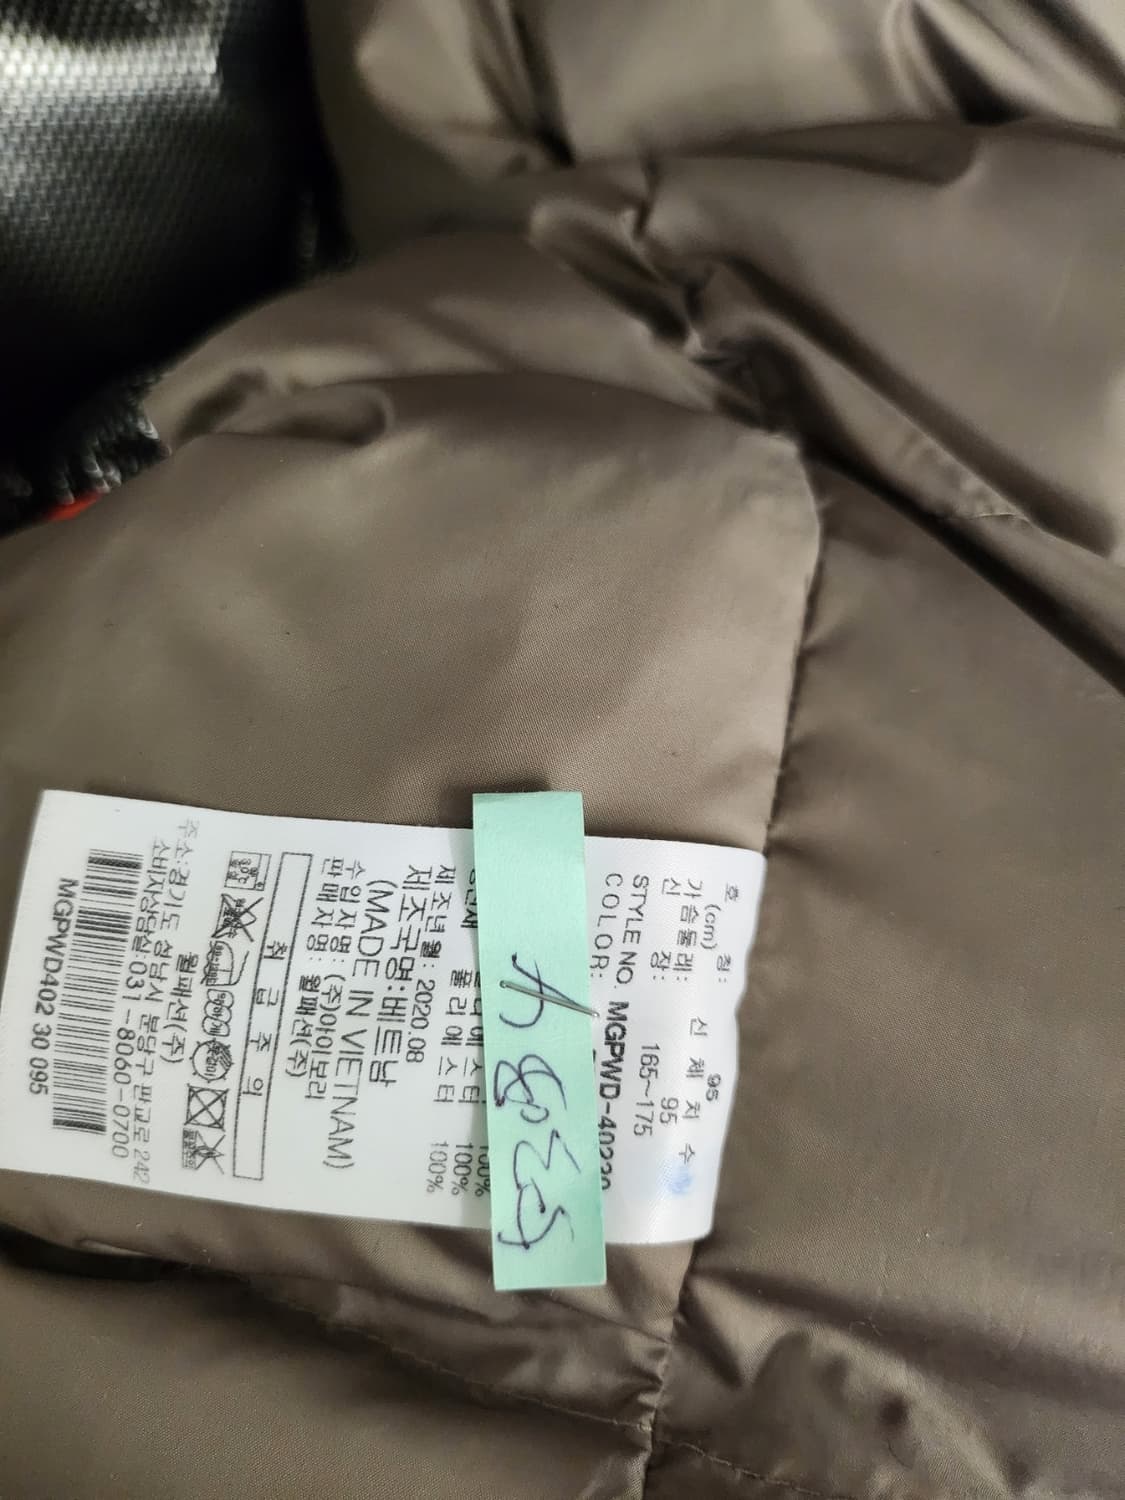 호 칭: 95
(cm) 신 체 치 수
가슴둘레: 95
신 장: 165~175
STYLE NO. MGPWD-40230
COLOR:
100%
폴리에스터 100%
폴리에스터 100%
제조년월: 2020.08
제조국명:베트남
(MADE IN VIETNAM)
수입자명: (주)아이보리
판매자명: 월패션(주)
취 급 주 의
월패션(주)
주소:경기도 성남시 분당구 판교로 242
소비자상담실:031-8060-0700
MGPWD402 30 095